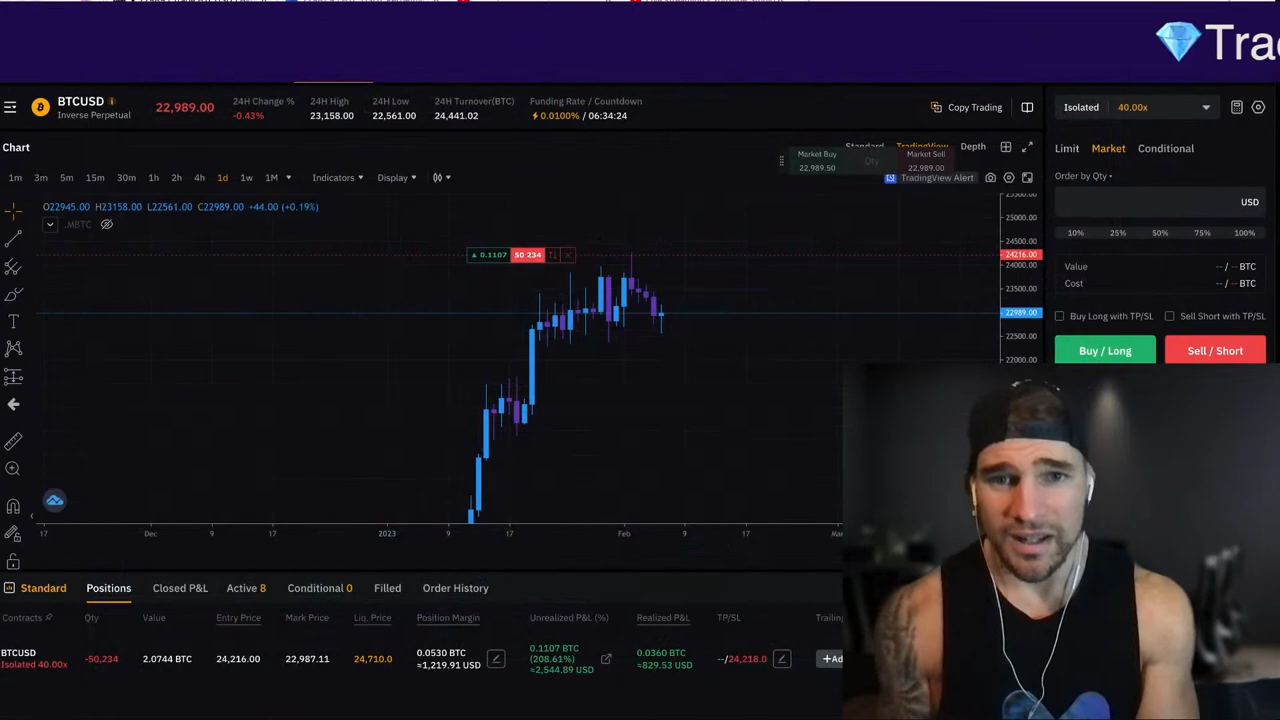 Trad
BTCUSD
Inverse Perpetual
22,989.00
24H Change %
-0.43%
24H High
23,158.00
24H Low
22,561.00
24H Turnover(BTC)
24,441.02
Funding Rate / Countdown
0.0100% / 06:34:24
Copy Trading
Isolated 40.00x
Chart
Standard TradingView Depth
Market Buy
22,989.50
Qty
Market Sell
22,989.00
TradingView Alert
1m 3m 5m 15m 30m 1h 2h 4h 1d 1w 1M Indicators Display
O22945.00 H23158.00 L22561.00 C22989.00 +44.00 (+0.19%)
.MBTC
0.1107 50 234
25000.00
24500.00
24216.00
24000.00
23500.00
22989.00
22500.00
22000.00
17 Dec 9 17 2023 9 17 Feb 9 17
Limit Market Conditional
Order by Qty
USD
10% 25% 50% 75% 100%
Value -- / -- BTC
Cost -- / -- BTC
Buy Long with TP/SL Sell Short with TP/SL
Buy / Long Sell / Short
Standard Positions Closed P&L Active 8 Conditional 0 Filled Order History
Contracts Qty Value Entry Price Mark Price Liq. Price Position Margin Unrealized P&L (%) Realized P&L TP/SL Trailing
BTCUSD
Isolated 40.00x
-50,234
2.0744 BTC
24,216.00
22,987.11
24,710.0
0.0530 BTC
≈1,219.91 USD
0.1107 BTC
(208.61%)
≈2,544.89 USD
0.0360 BTC
≈829.53 USD
--/24,218.0
+Ad